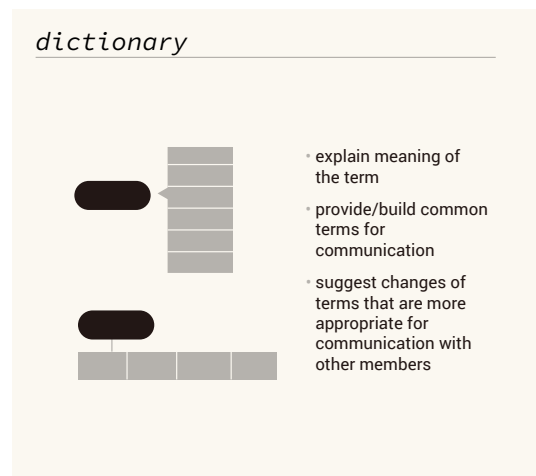 dictionary
• explain meaning of
the term
• provide/build common
terms for
communication
• suggest changes of
terms that are more
appropriate for
communication with
other members